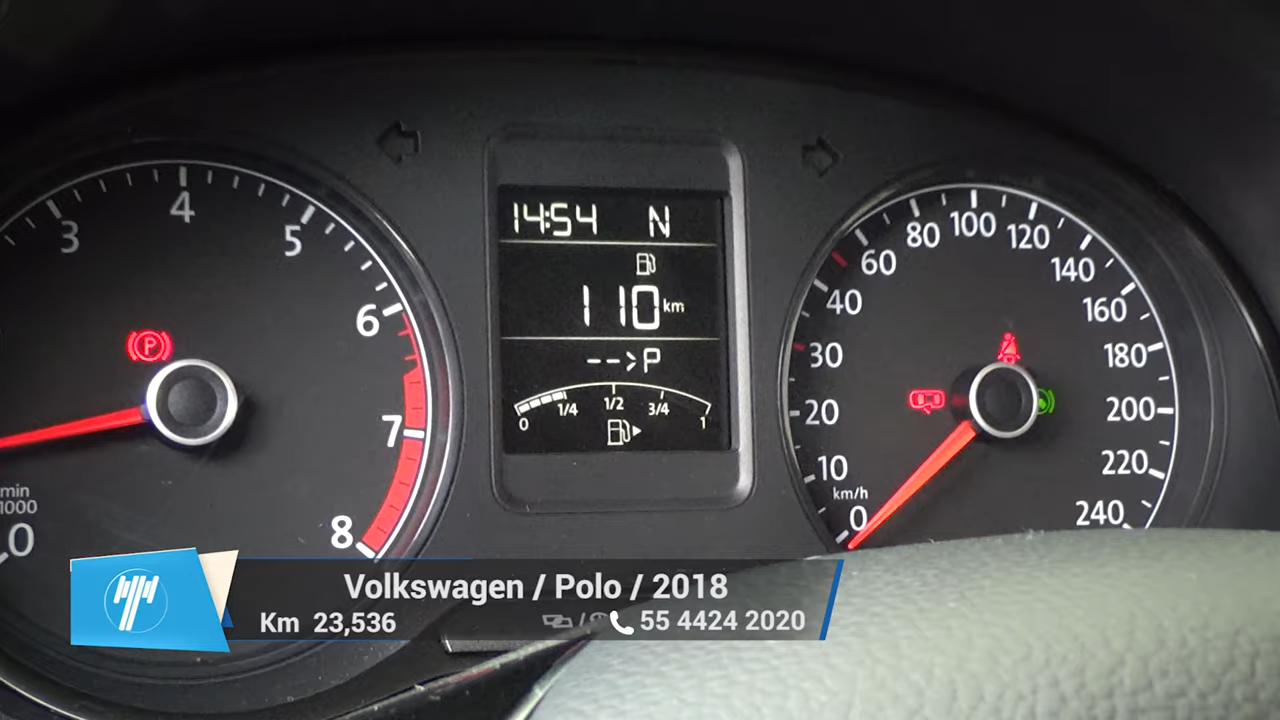 3
4
5
6
7
8
min
1000
0
14:54 N
110 km
-->P
0 1/4 1/2 3/4 1
0
10
20
30
40
60
80
100
120
140
160
180
200
220
240
km/h
P
Volkswagen / Polo / 2018
Km 23,536
55 4424 2020